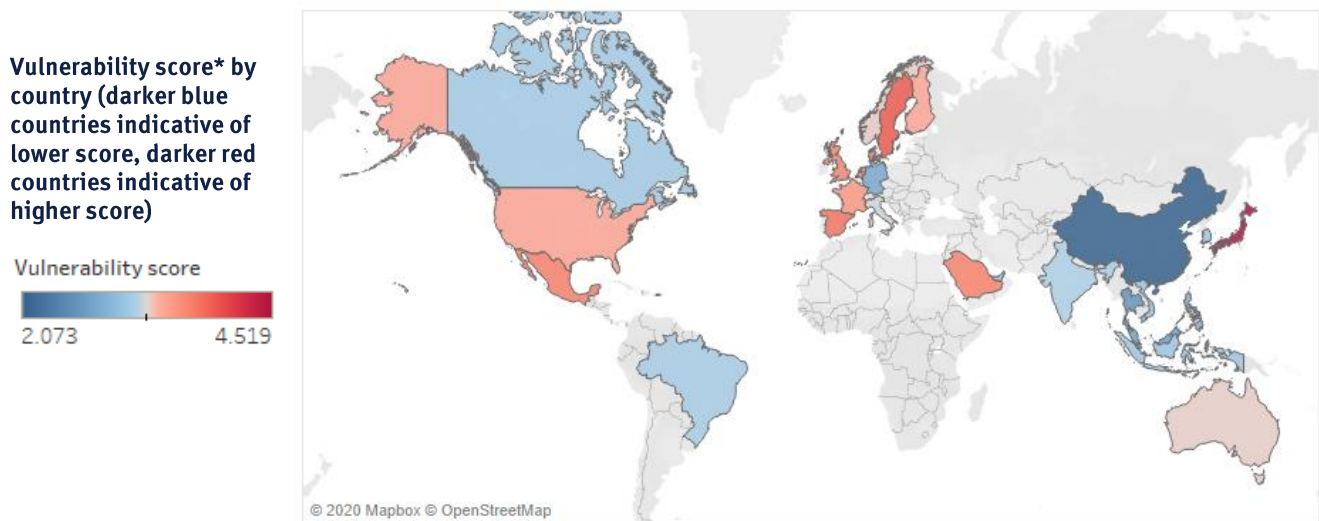 Vulnerability score* by
country (darker blue
countries indicative of
lower score, darker red
countries indicative of
higher score)
Vulnerability score
2.073 4.519
© 2020 Mapbox © OpenStreetMap